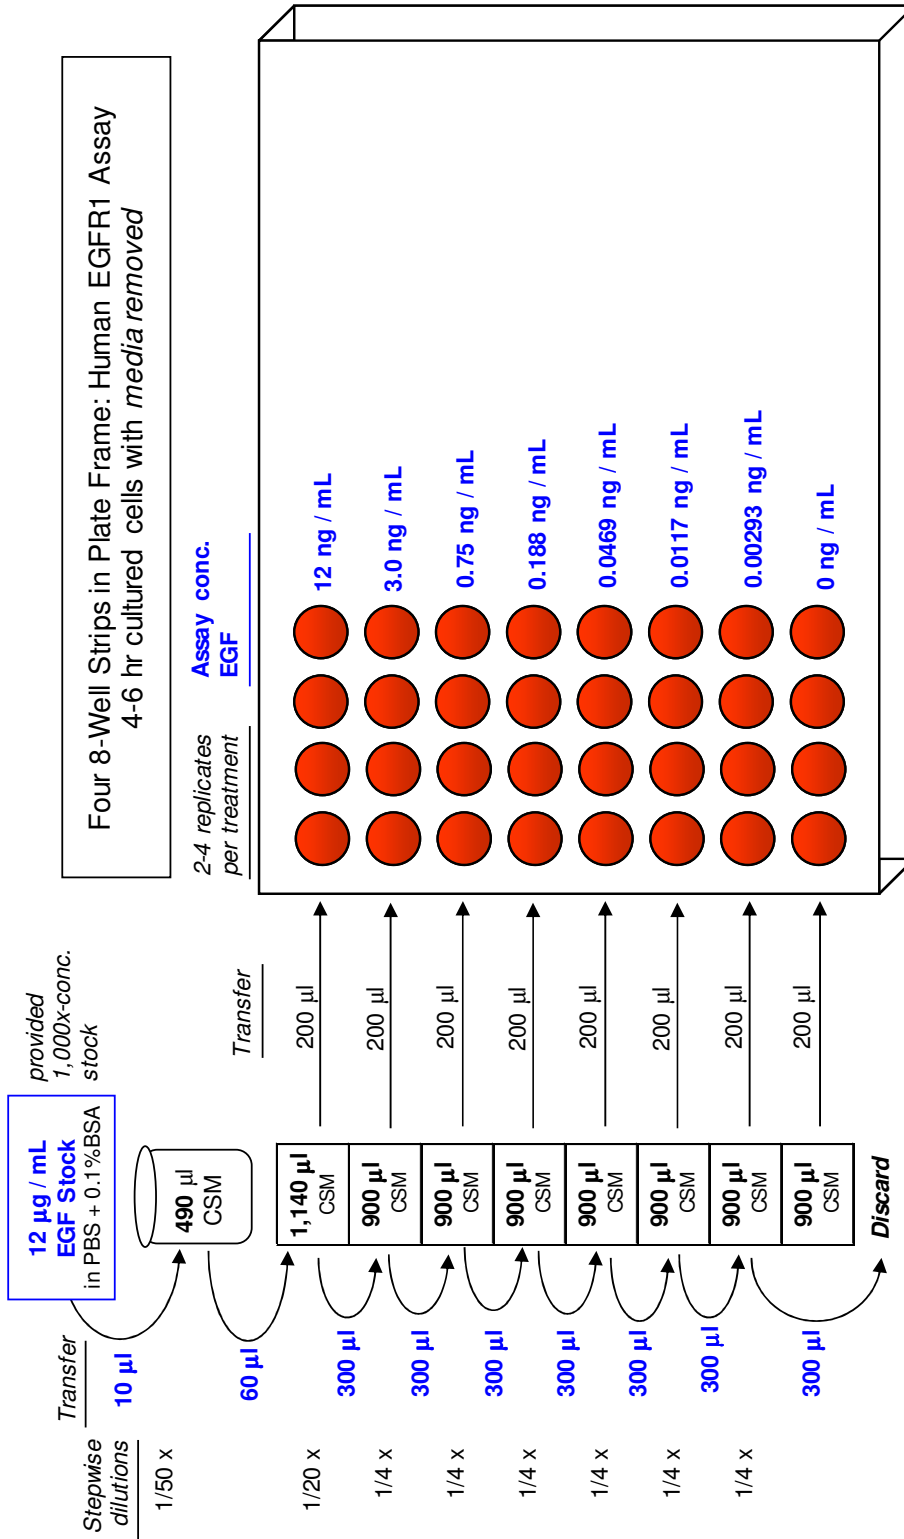 Four 8-Well Strips in Plate Frame: Human EGFR1 Assay
4-6 hr cultured cells with media removed
12 µg / mL
EGF Stock
in PBS + 0.1%BSA
provided
1,000x-conc.
stock
Stepwise
dilutions
Transfer
Transfer
2-4 replicates
per treatment
Assay conc.
EGF
1/50 x
10 µl
490 µl
CSM
60 µl
1/20 x
1,140 µl
CSM
200 µl
12 ng / mL
300 µl
1/4 x
900 µl
CSM
200 µl
3.0 ng / mL
300 µl
1/4 x
900 µl
CSM
200 µl
0.75 ng / mL
300 µl
1/4 x
900 µl
CSM
200 µl
0.188 ng / mL
300 µl
1/4 x
900 µl
CSM
200 µl
0.0469 ng / mL
300 µl
1/4 x
900 µl
CSM
200 µl
0.0117 ng / mL
300 µl
1/4 x
900 µl
CSM
200 µl
0.00293 ng / mL
300 µl
900 µl
CSM
200 µl
0 ng / mL
Discard